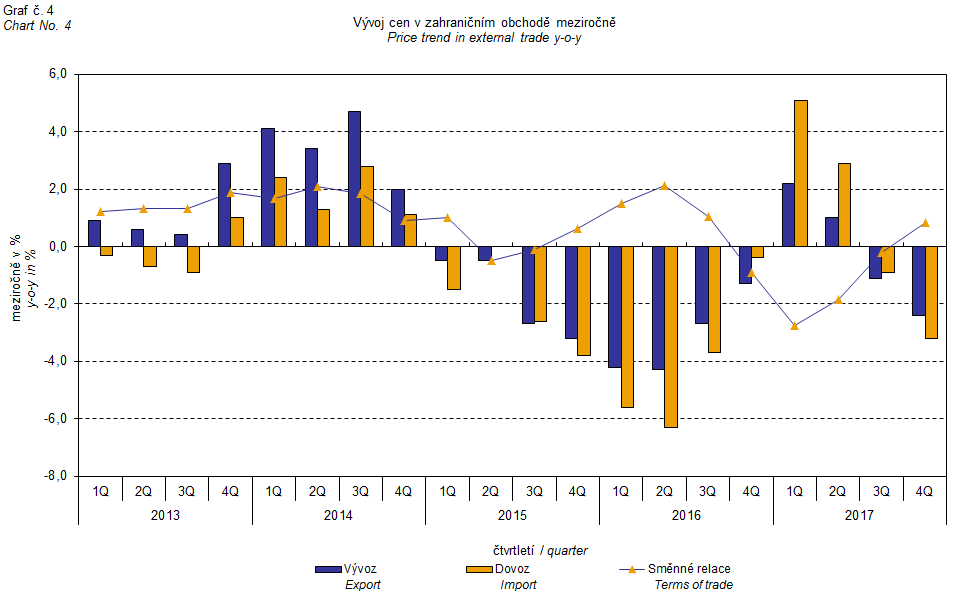 Graf č. 4
Chart No. 4
Vývoj cen v zahraničním obchodě meziročně
Price trend in external trade y-o-y
meziročně v %
y-o-y in %
6,0
4,0
2,0
0,0
-2,0
-4,0
-6,0
-8,0
1Q 2Q 3Q 4Q 1Q 2Q 3Q 4Q 1Q 2Q 3Q 4Q 1Q 2Q 3Q 4Q 1Q 2Q 3Q 4Q
2013 2014 2015 2016 2017
čtvrtletí / quarter
Vývoz Dovoz Směnné relace
Export Import Terms of trade